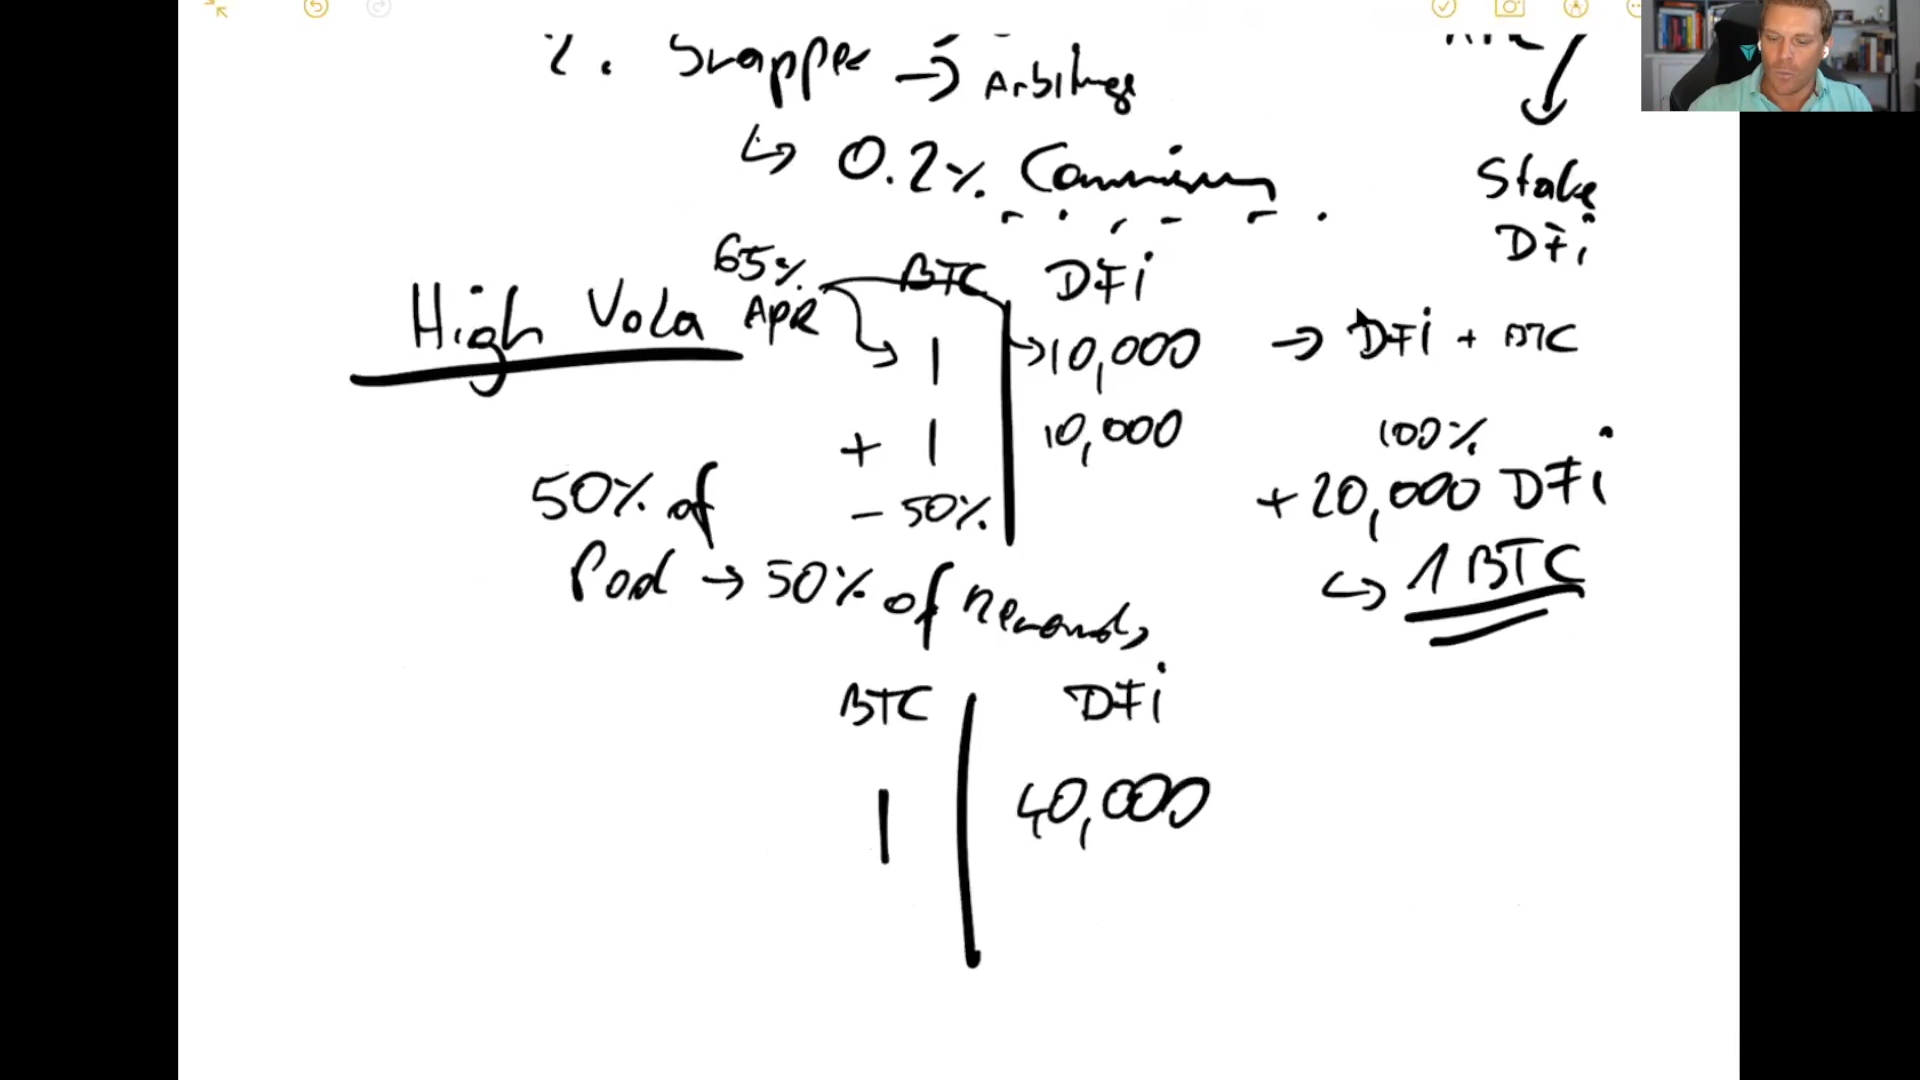 2. Swapper → Arbitrage
↳ 0.2% Commissions
Stake
DFi
65%
APR
BTC DFi
High Vola
1 → 10,000 → DFi + BTC
+ 1 10,000
100%
50% of - 50% + 20,000 DFi
Pool → 50% of Rewards
↳ 1 BTC
BTC DFi
1 40,000